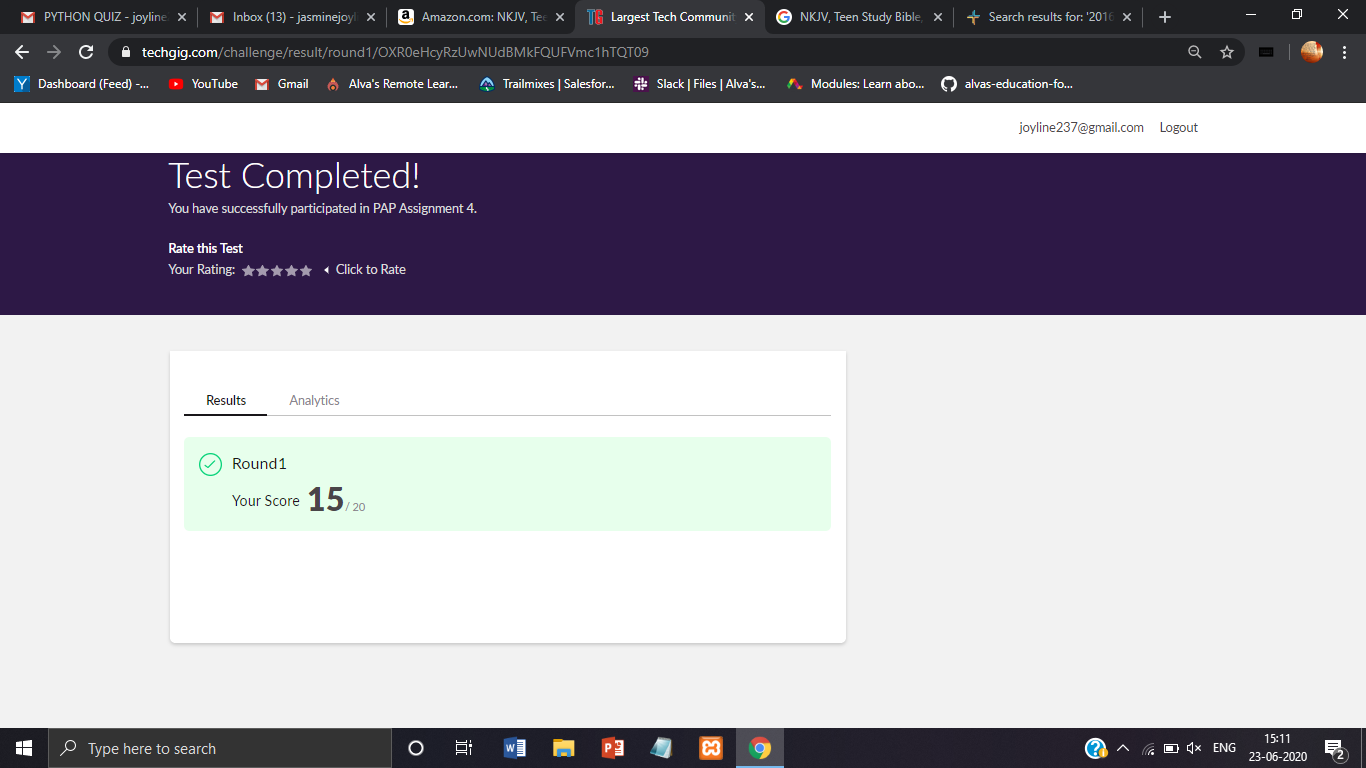 PYTHON QUIZ - joyline.
Inbox (13) - jasminejoyl
Amazon.com: NKJV, Tee
Largest Tech Communit
NKJV, Teen Study Bible,
Search results for: '2016
techgig.com/challenge/result/round1/OXR0eHcyRzUwNUdBMkFQUFVmc1hTQT09
Dashboard (Feed) -...
YouTube
Gmail
Alva's Remote Lear...
Trailmixes | Salesfor...
Slack | Files | Alva's...
Modules: Learn abo...
alvas-education-fo...
joyline237@gmail.com
Logout
Test Completed!
You have successfully participated in PAP Assignment 4.
Rate this Test
Your Rating:
Click to Rate
Results
Analytics
Round1
Your Score 15 / 20
Type here to search
ENG
15:11
23-06-2020
2